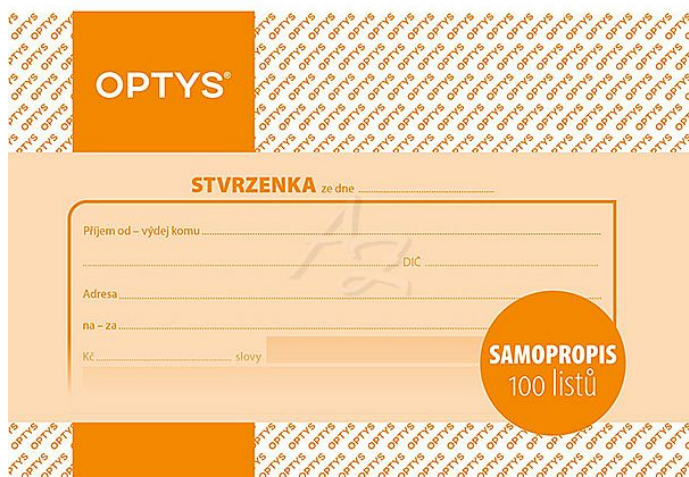 OPTYS®
STVRZENKA ze dne
Příjem od – výdej komu
DIČ
Adresa
na – za
Kč slovy
SAMOPROPIS
100 listů